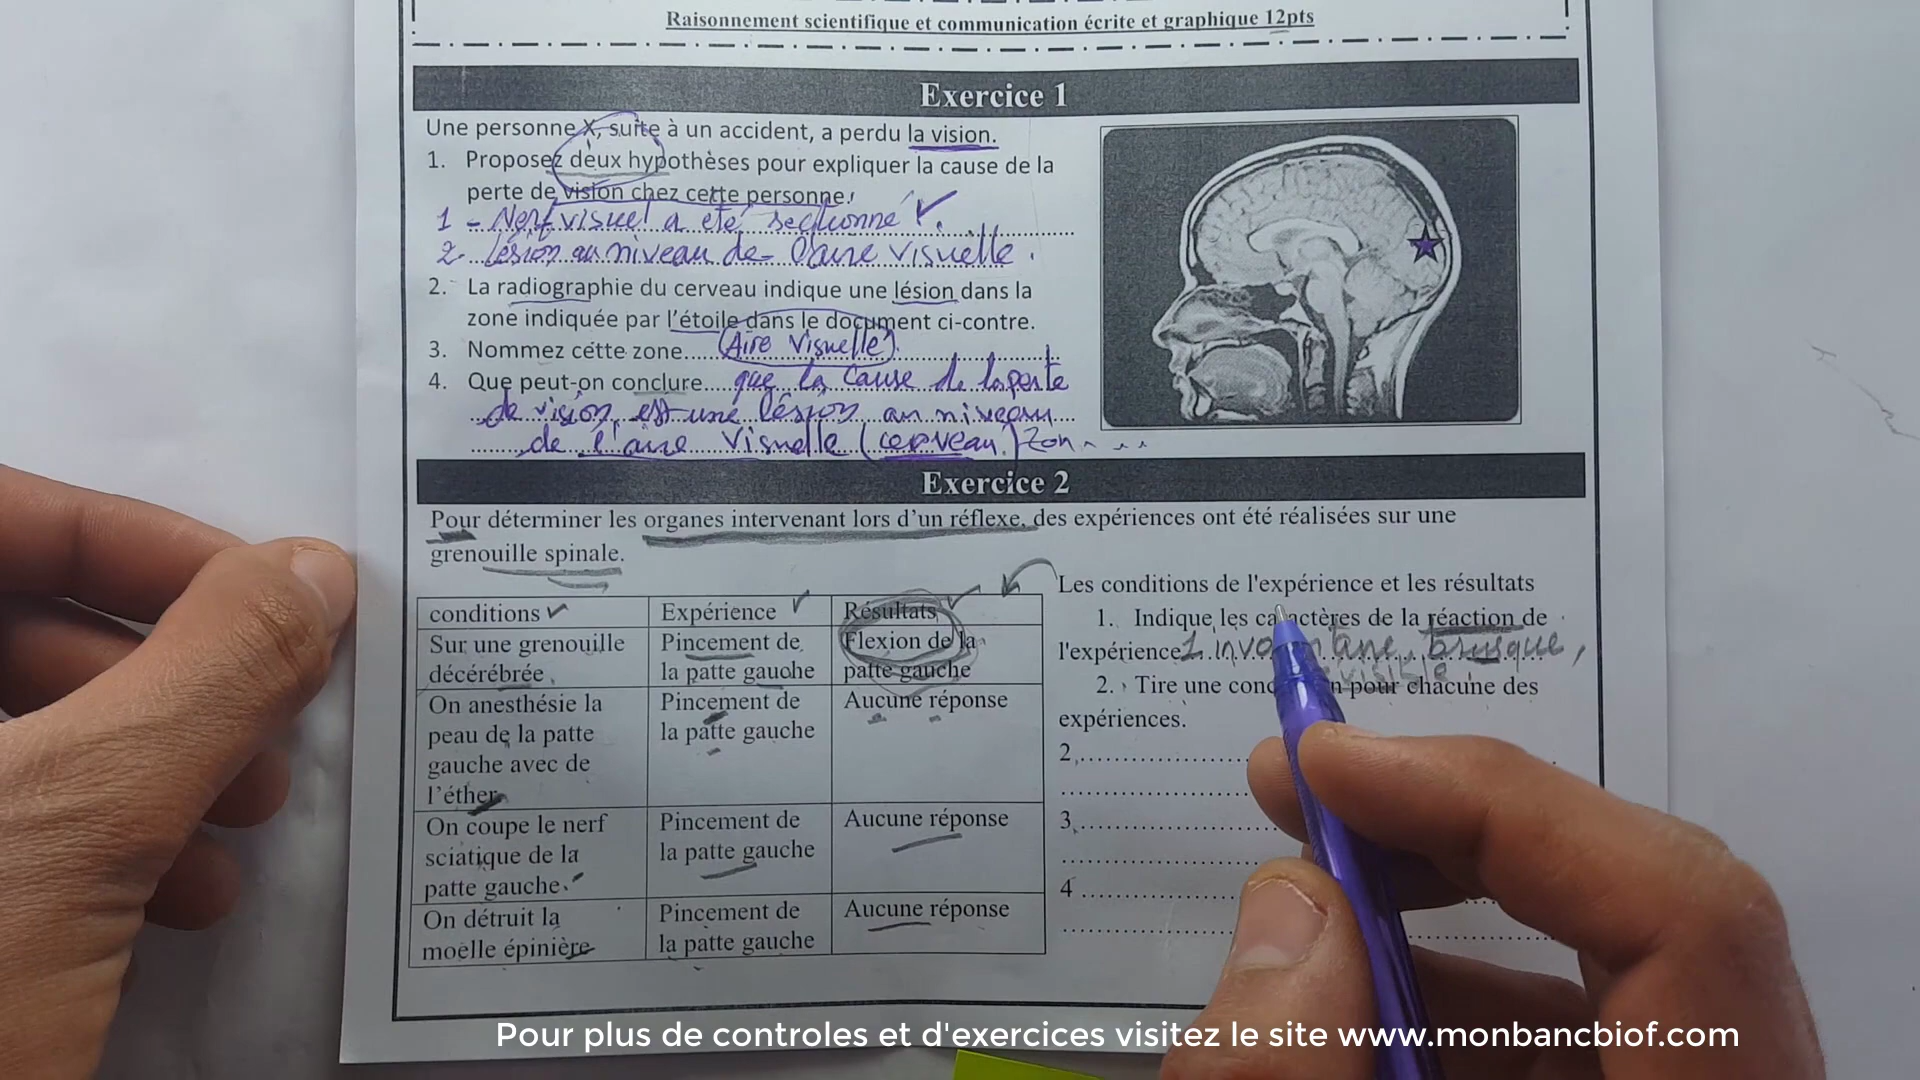 Raisonnement scientifique et communication écrite et graphique 12pts
Exercice 1
Une personne X, suite à un accident, a perdu la vision.
1. Proposez deux hypothèses pour expliquer la cause de la
perte de vision chez cette personne.
1 - Nerf visuel a été sectionné
2. Lésion au niveau de l'aire visuelle.
2. La radiographie du cerveau indique une lésion dans la
zone indiquée par l'étoile dans le document ci-contre.
3. Nommez cette zone.....(Aire Visuelle)
4. Que peut-on conclure....que la cause de la perte
de vision est une lésion au niveau
de l'aire Visuelle (cerveau)
Exercice 2
Pour déterminer les organes intervenant lors d'un réflexe, des expériences ont été réalisées sur une
grenouille spinale.
conditions Expérience Résultats
Sur une grenouille
décérébrée
Pincement de
la patte gauche
Flexion de la
patte gauche
On anesthésie la
peau de la patte
gauche avec de
l'éther
Pincement de
la patte gauche
Aucune réponse
On coupe le nerf
sciatique de la
patte gauche.
Pincement de
la patte gauche
Aucune réponse
On détruit la
moelle épinière
Pincement de
la patte gauche
Aucune réponse
Les conditions de l'expérience et les résultats
1. Indique les caractères de la réaction de
l'expérience 1 brusque,
2. Tire une pour chacune des
expériences.
2
3
4
Pour plus de controles et d'exercices visitez le site www.monbancbiof.com